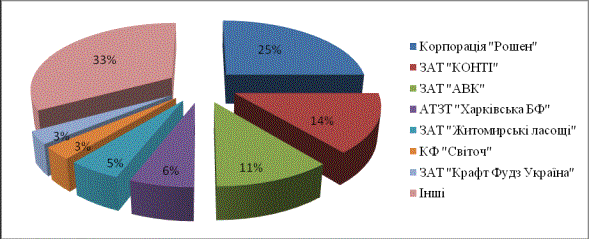 25%
14%
11%
6%
5%
3%
3%
33%
Корпорація "Рошен"
ЗАТ "КОНТІ"
ЗАТ "АВК"
АТЗТ "Харківська БФ"
ЗАТ "Житомирські ласощі"
КФ "Світоч"
ЗАТ "Крафт Фудз Україна"
Інші